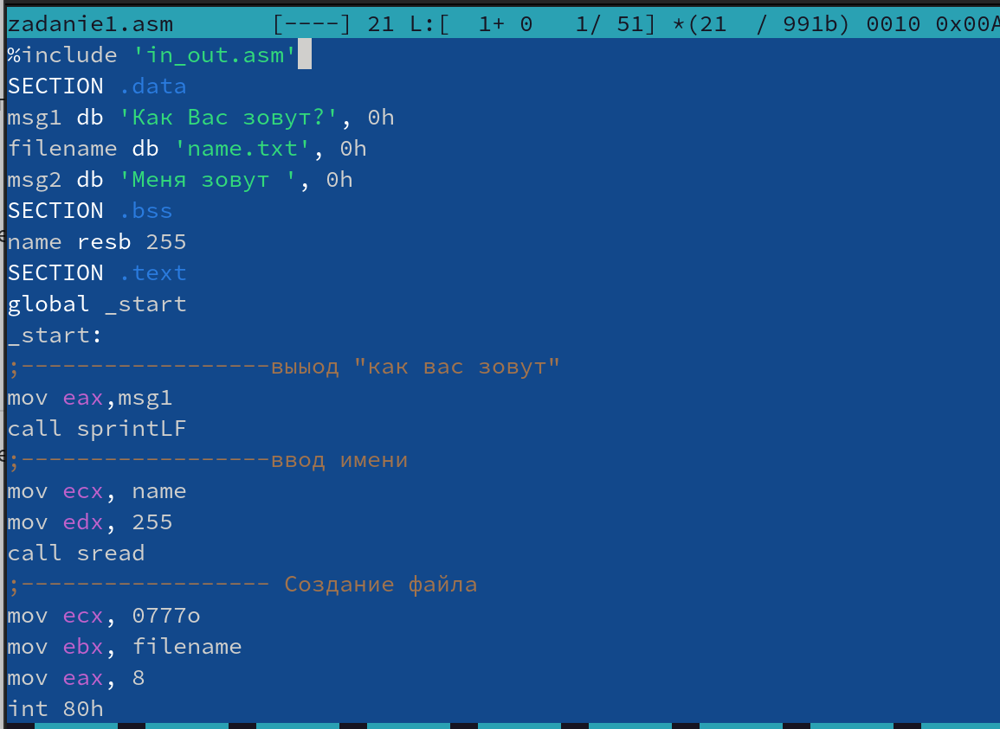 zadanie1.asm [----] 21 L:[ 1+ 0 1/ 51] *(21 / 991b) 0010 0x00A
%include 'in_out.asm'
SECTION .data
msg1 db 'Как Вас зовут?', 0h
filename db 'name.txt', 0h
msg2 db 'Меня зовут ', 0h
SECTION .bss
name resb 255
SECTION .text
global _start
_start:
;------------------выыод "как вас зовут"
mov eax,msg1
call sprintLF
;------------------ввод имени
mov ecx, name
mov edx, 255
call sread
;------------------ Создание файла
mov ecx, 0777o
mov ebx, filename
mov eax, 8
int 80h